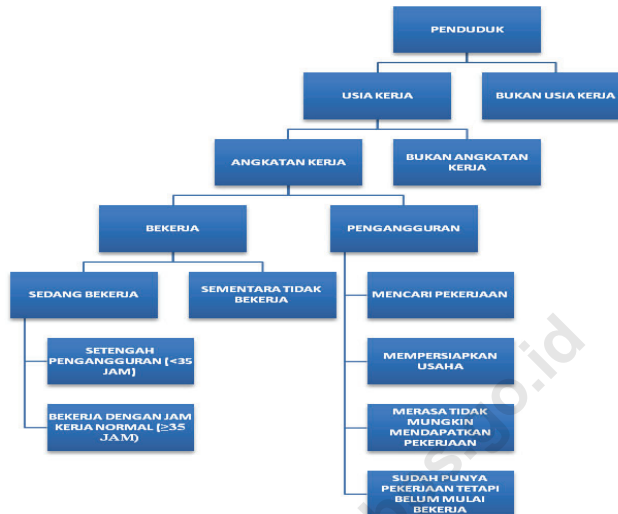 PENDUDUK
USIA KERJA
BUKAN USIA KERJA
ANGKATAN KERJA
BUKAN ANGKATAN
KERJA
BEKERJA
PENGANGGURAN
SEDANG BEKERJA
SEMENTARA TIDAK
BEKERJA
MENCARI PEKERJAAN
SETENGAH
PENGANGGURAN (<35
JAM)
MEMPERSIAPKAN
USAHA
BEKERJA DENGAN JAM
KERJA NORMAL (≥35
JAM)
MERASA TIDAK
MUNGKIN
MENDAPATKAN
PEKERJAAN
SUDAH PUNYA
PEKERJAAN TETAPI
BELUM MULAI
BEKERJA
.go.id